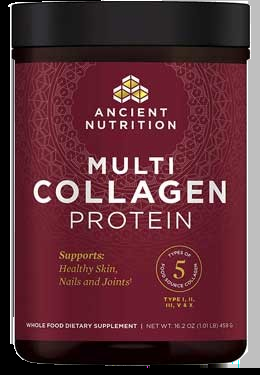 ANCIENT
NUTRITION
MULTI
COLLAGEN
PROTEIN
Supports:
Healthy Skin,
Nails and Joints†
TYPES OF
5
FOOD SOURCE COLLAGEN
TYPE I, II,
III, V & X
WHOLE FOOD DIETARY SUPPLEMENT | NET WT. 16.2 OZ (1.01 LB) 459 G